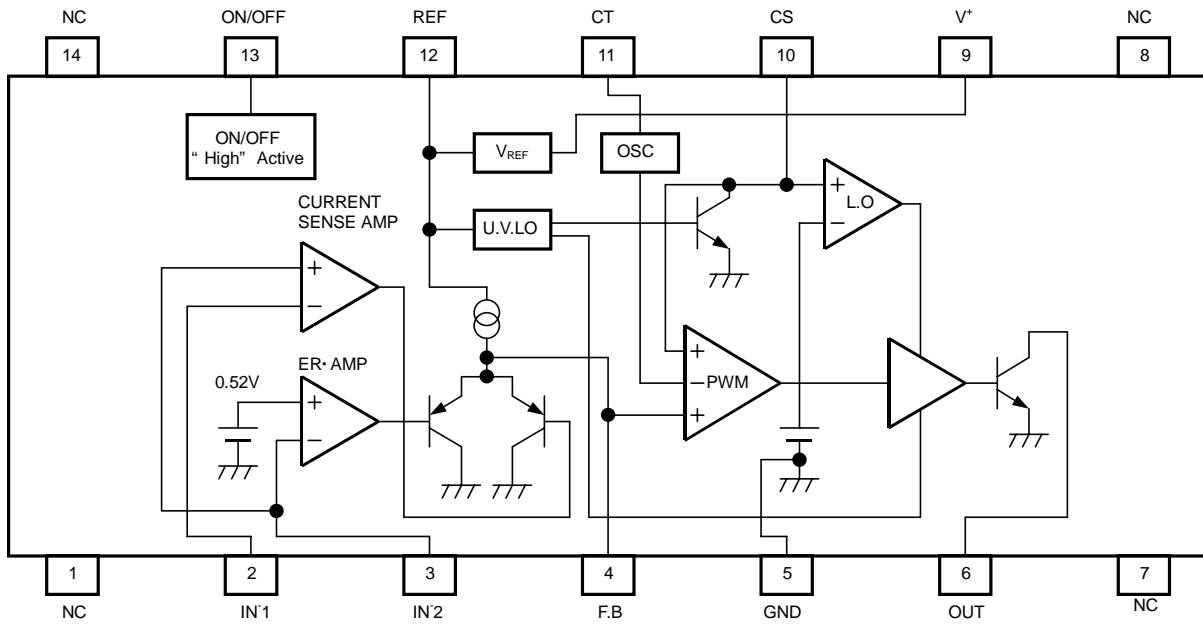 NC ON/OFF REF CT CS V+ NC
14 13 12 11 10 9 8
ON/OFF
“ High” Active
VREF
OSC
CURRENT
SENSE AMP
U.V.LO
+
−
L.O
+
−
ER· AMP
0.52V
+
−
+
−
+
PWM
1 2 3 4 5 6 7
NC IN-1 IN-2 F.B GND OUT NC